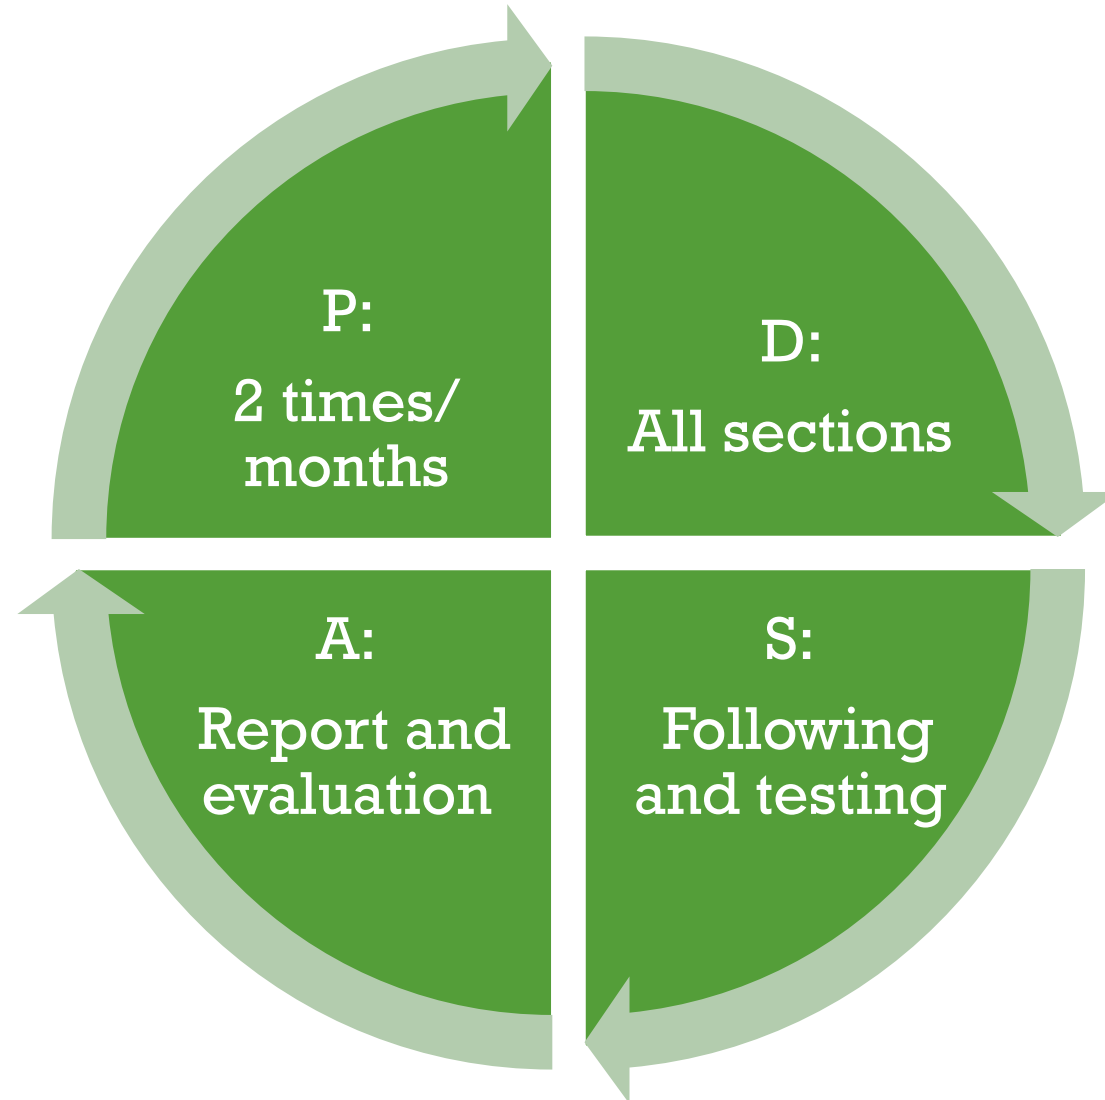 P:
2 times/
months
D:
All sections
A:
Report and
evaluation
S:
Following
and testing